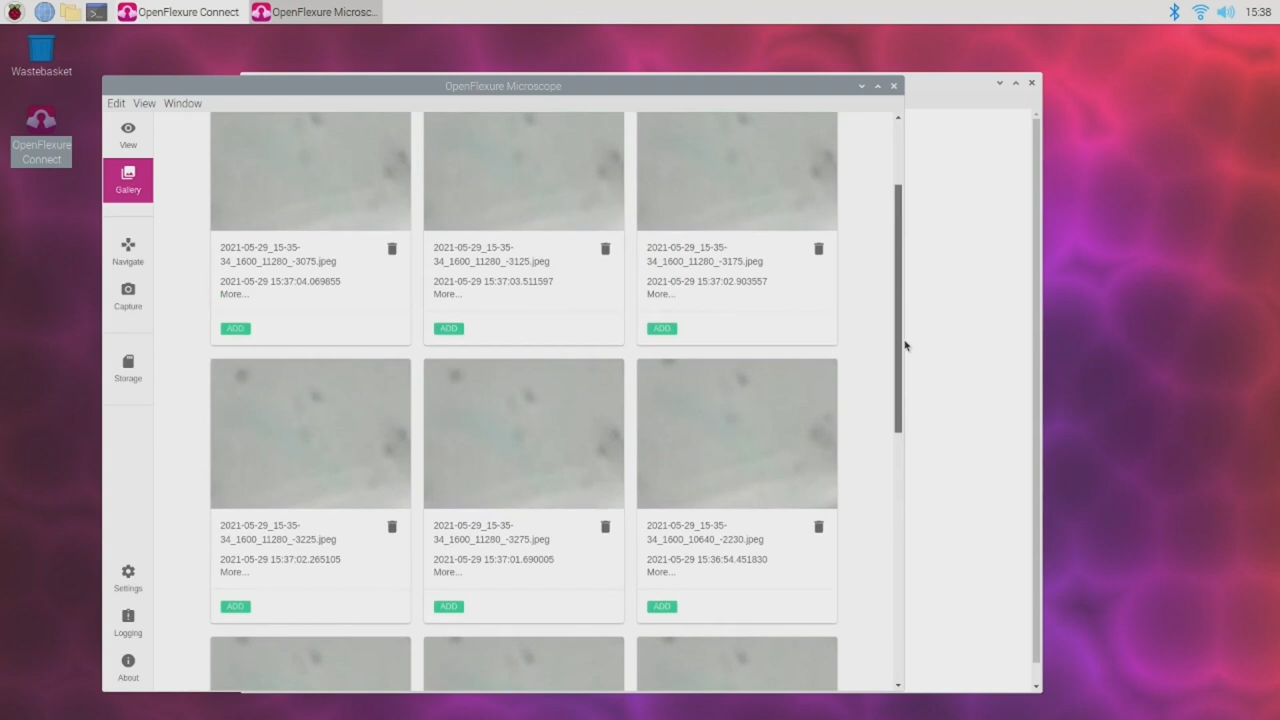 OpenFlexure Connect
OpenFlexure Microsc...
15:38
Wastebasket
OpenFlexure
Connect
OpenFlexure Microscope
Edit View Window
View
Gallery
Navigate
Capture
Storage
Settings
Logging
About
2021-05-29_15-35-
34_1600_11280_-3075.jpeg
2021-05-29 15:37:04.069855
More...
ADD
2021-05-29_15-35-
34_1600_11280_-3125.jpeg
2021-05-29 15:37:03.511597
More...
ADD
2021-05-29_15-35-
34_1600_11280_-3175.jpeg
2021-05-29 15:37:02.903557
More...
ADD
2021-05-29_15-35-
34_1600_11280_-3225.jpeg
2021-05-29 15:37:02.265105
More...
ADD
2021-05-29_15-35-
34_1600_11280_-3275.jpeg
2021-05-29 15:37:01.690005
More...
ADD
2021-05-29_15-35-
34_1600_10640_-2230.jpeg
2021-05-29 15:36:54.451830
More...
ADD